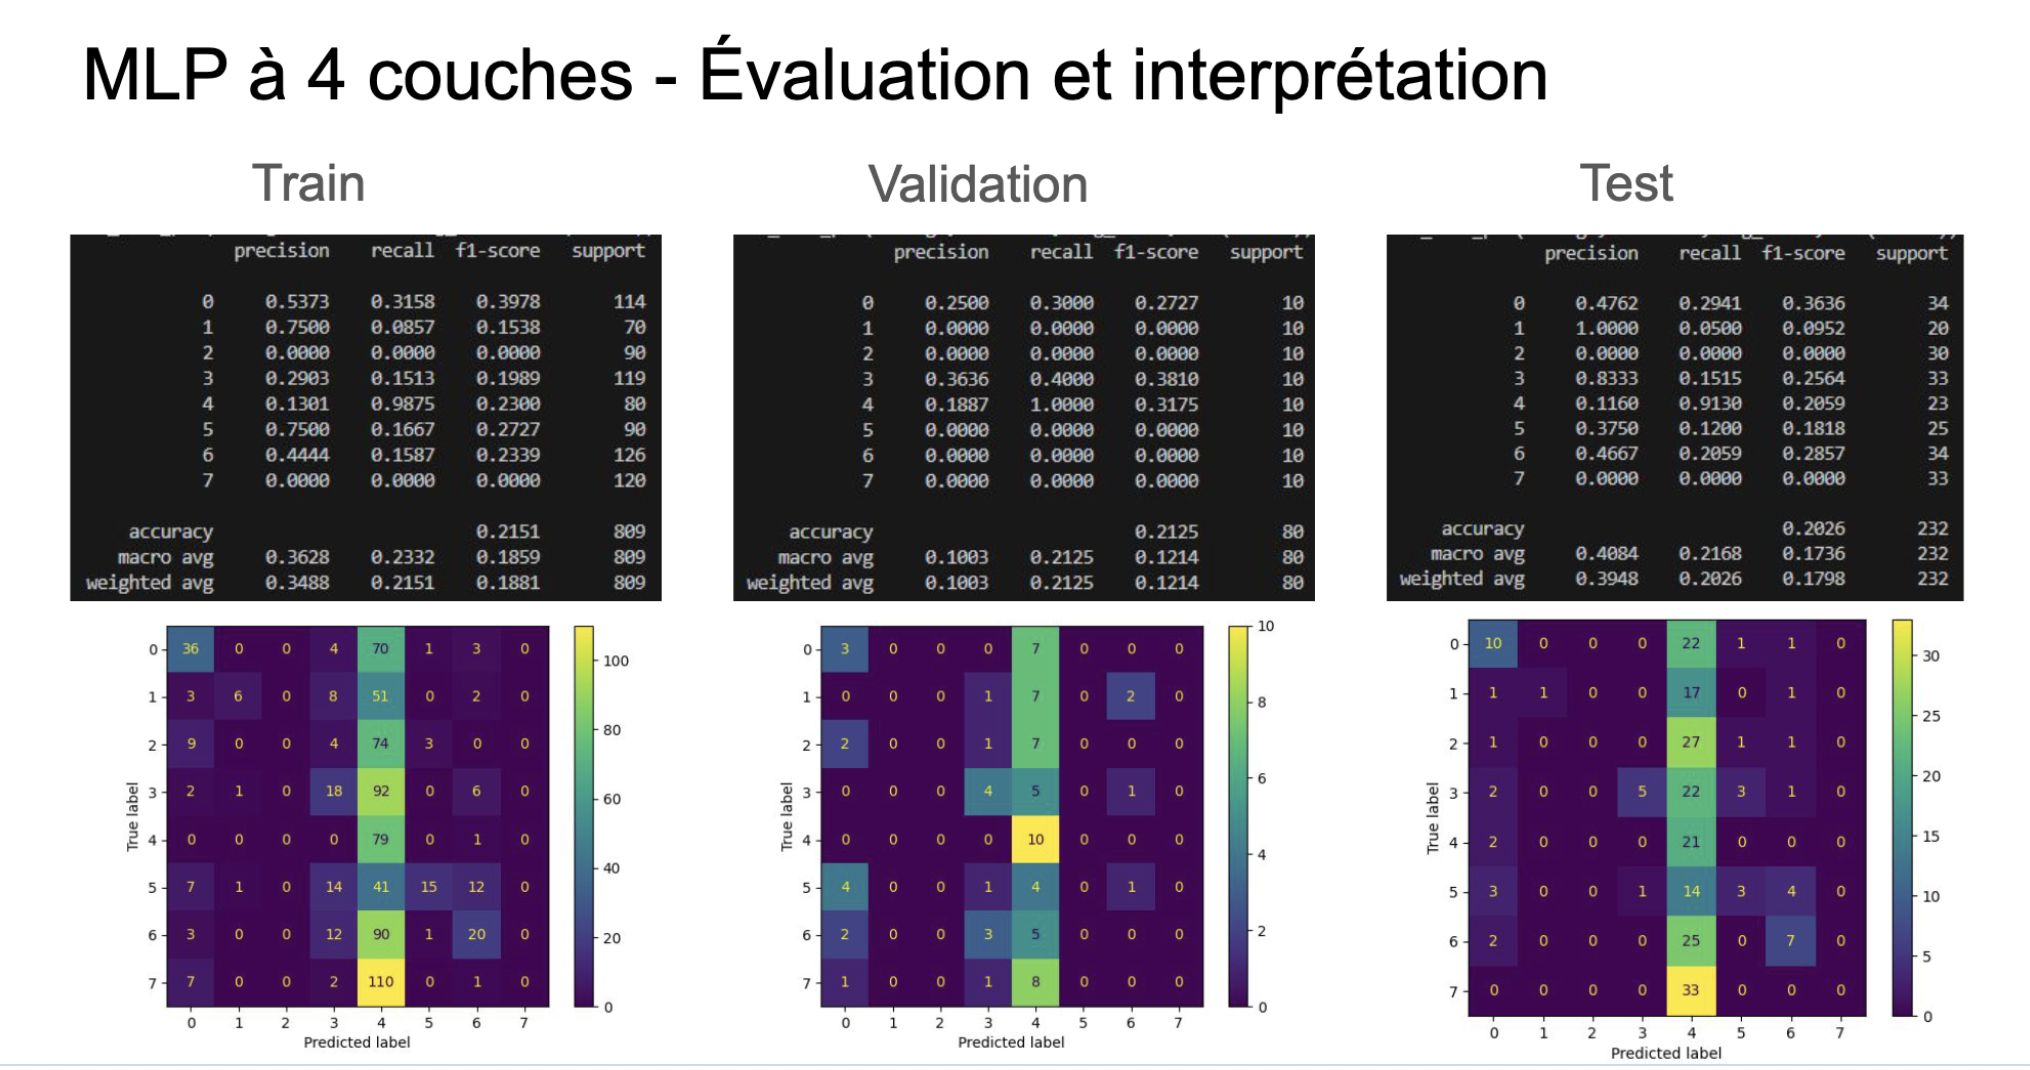 MLP à 4 couches - Évaluation et interprétation
Train
precision recall f1-score support
0 0.5373 0.3158 0.3978 114
1 0.7500 0.0857 0.1538 70
2 0.0000 0.0000 0.0000 90
3 0.2903 0.1513 0.1989 119
4 0.1301 0.9875 0.2300 80
5 0.7500 0.1667 0.2727 90
6 0.4444 0.1587 0.2339 126
7 0.0000 0.0000 0.0000 120
accuracy 0.2151 809
macro avg 0.3628 0.2332 0.1859 809
weighted avg 0.3488 0.2151 0.1881 809
True label
0 36 0 0 4 70 1 3 0
1 3 6 0 8 51 0 2 0
2 9 0 0 4 74 3 0 0
3 2 1 0 18 92 0 6 0
4 0 0 0 0 79 0 1 0
5 7 1 0 14 41 15 12 0
6 3 0 0 12 90 1 20 0
7 7 0 0 2 110 0 1 0
0 1 2 3 4 5 6 7
Predicted label
100
80
60
40
20
0
Validation
precision recall f1-score support
0 0.2500 0.3000 0.2727 10
1 0.0000 0.0000 0.0000 10
2 0.0000 0.0000 0.0000 10
3 0.3636 0.4000 0.3810 10
4 0.1887 1.0000 0.3175 10
5 0.0000 0.0000 0.0000 10
6 0.0000 0.0000 0.0000 10
7 0.0000 0.0000 0.0000 10
accuracy 0.2125 80
macro avg 0.1003 0.2125 0.1214 80
weighted avg 0.1003 0.2125 0.1214 80
True label
0 3 0 0 0 7 0 0 0
1 0 0 0 1 7 0 2 0
2 2 0 0 1 7 0 0 0
3 0 0 0 4 5 0 1 0
4 0 0 0 0 10 0 0 0
5 4 0 0 1 4 0 1 0
6 2 0 0 3 5 0 0 0
7 1 0 0 1 8 0 0 0
0 1 2 3 4 5 6 7
Predicted label
10
8
6
4
2
0
Test
precision recall f1-score support
0 0.4762 0.2941 0.3636 34
1 1.0000 0.0500 0.0952 20
2 0.0000 0.0000 0.0000 30
3 0.8333 0.1515 0.2564 33
4 0.1160 0.9130 0.2059 23
5 0.3750 0.1200 0.1818 25
6 0.4667 0.2059 0.2857 34
7 0.0000 0.0000 0.0000 33
accuracy 0.2026 232
macro avg 0.4084 0.2168 0.1736 232
weighted avg 0.3948 0.2026 0.1798 232
True label
0 10 0 0 0 22 1 1 0
1 1 1 0 0 17 0 1 0
2 1 0 0 0 27 1 1 0
3 2 0 0 5 22 3 1 0
4 2 0 0 0 21 0 0 0
5 3 0 0 1 14 3 4 0
6 2 0 0 0 25 0 7 0
7 0 0 0 0 33 0 0 0
0 1 2 3 4 5 6 7
Predicted label
30
25
20
15
10
5
0